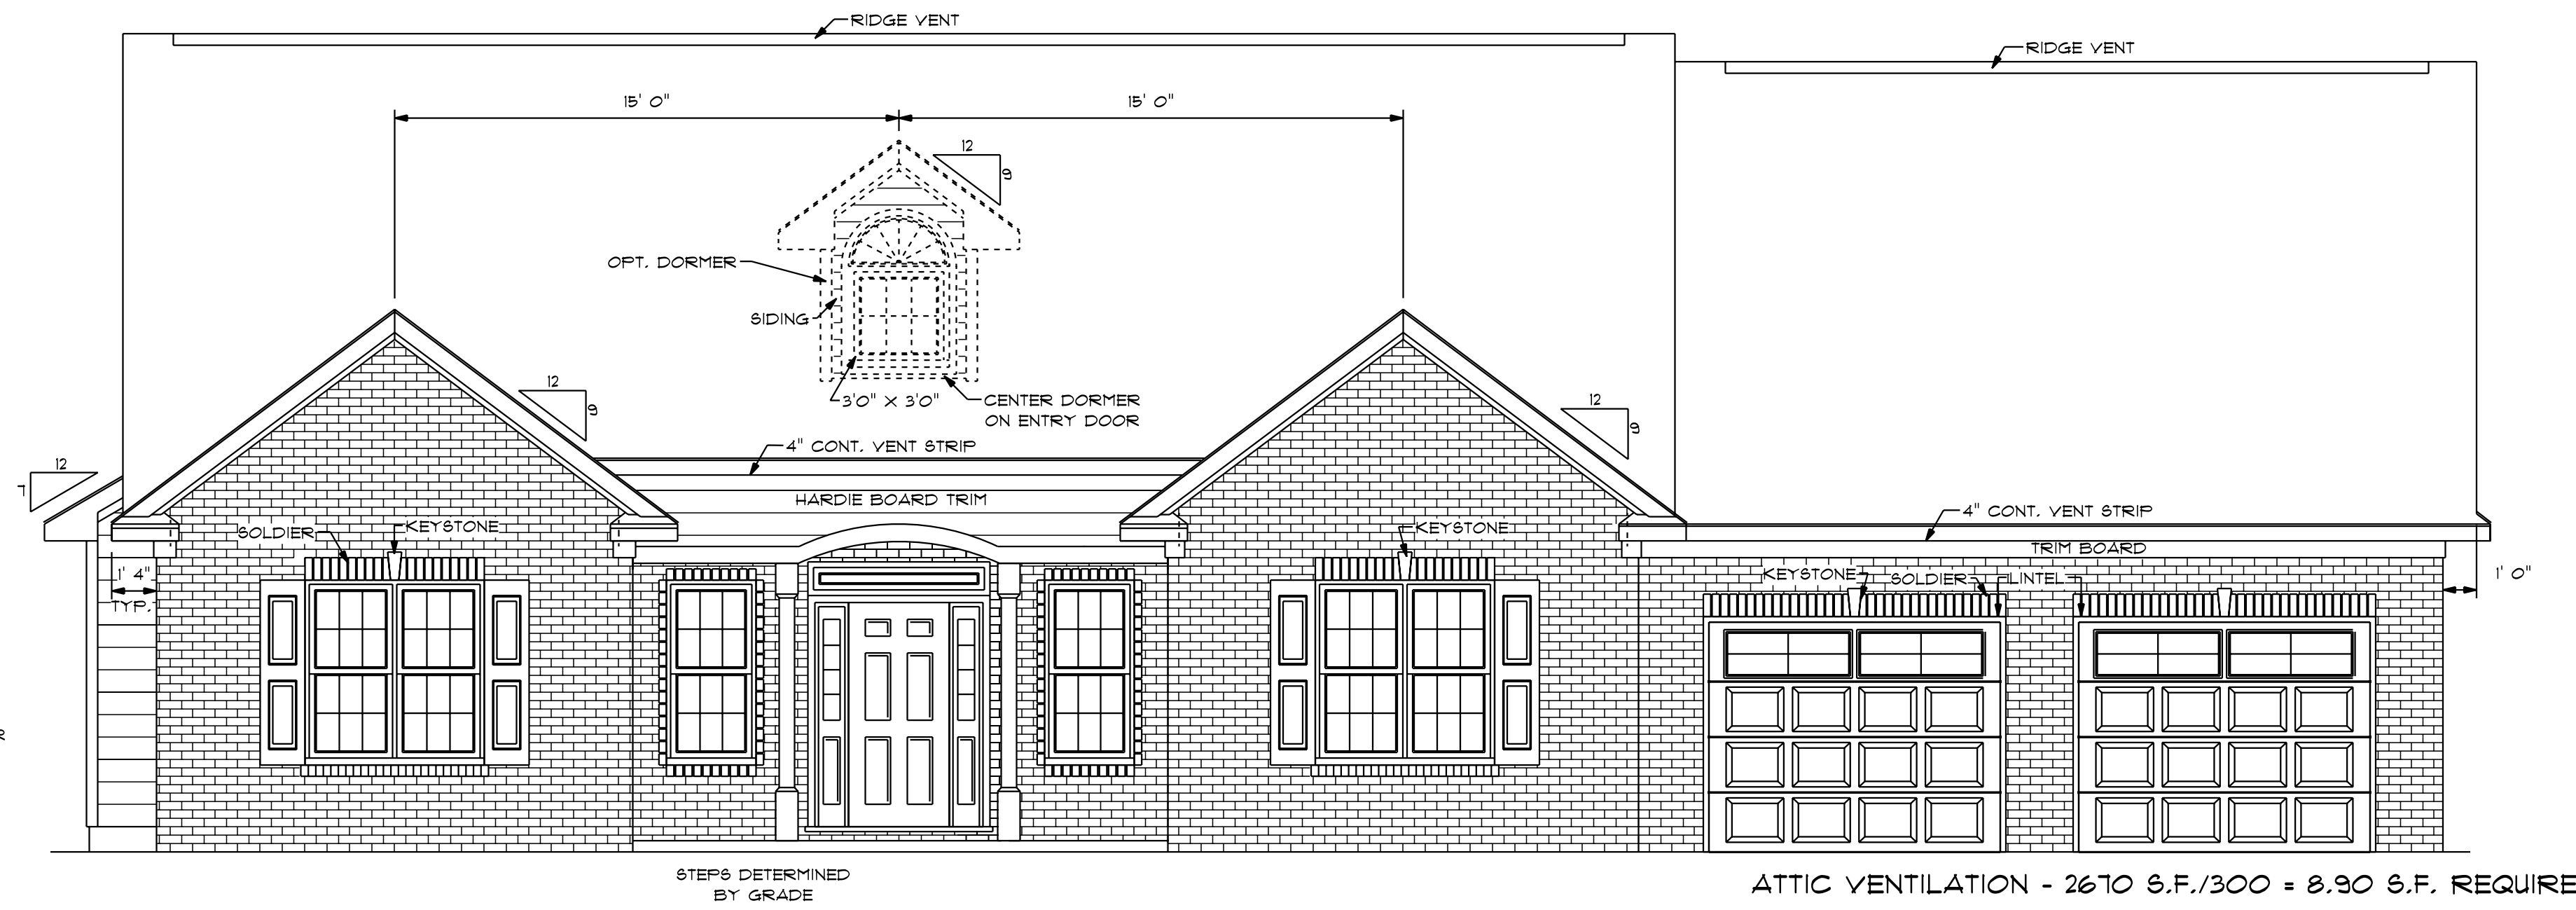 RIDGE VENT
RIDGE VENT
15' 0"
15' 0"
12
9
OPT. DORMER
SIDING
3'0" X 3'0"
CENTER DORMER
ON ENTRY DOOR
12
9
12
9
4" CONT. VENT STRIP
12
7
HARDIE BOARD TRIM
SOLDIER
KEYSTONE
KEYSTONE
4" CONT. VENT STRIP
TRIM BOARD
1' 4"
TYP.
KEYSTONE
SOLDIER
LINTEL
1' 0"
STEPS DETERMINED
BY GRADE
ATTIC VENTILATION - 2670 S.F./300 = 8.90 S.F. REQUIRE